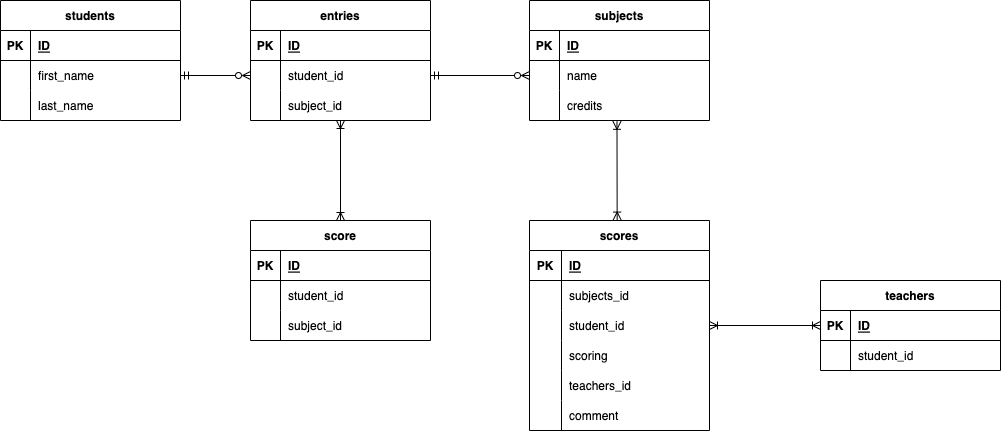 students
PK ID
first_name
last_name
entries
PK ID
student_id
subject_id
subjects
PK ID
name
credits
score
PK ID
student_id
subject_id
scores
PK ID
subjects_id
student_id
scoring
teachers_id
comment
teachers
PK ID
student_id